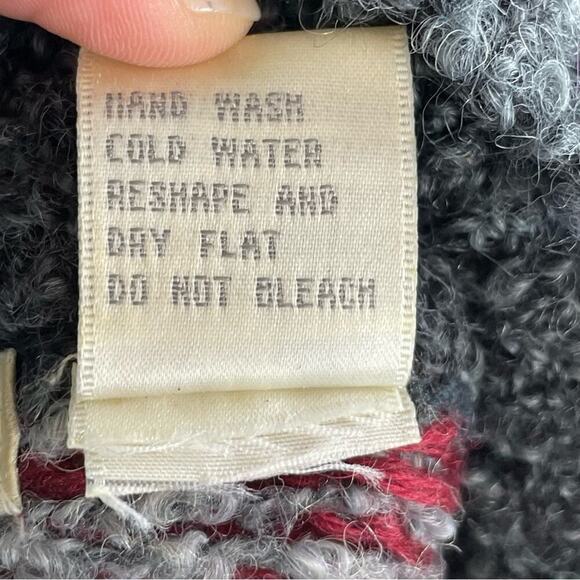 HAND WASH
COLD WATER
RESHAPE AND
DRY FLAT
DO NOT BLEACH